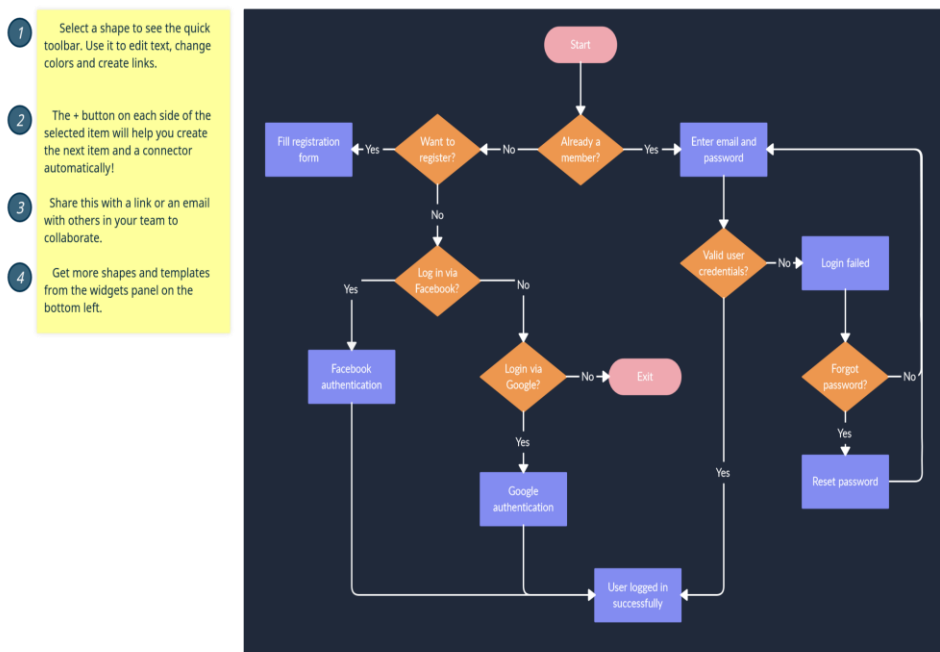 1
Select a shape to see the quick
toolbar. Use it to edit text, change
colors and create links.
2
The + button on each side of the
selected item will help you create
the next item and a connector
automatically!
3
Share this with a link or an email
with others in your team to
collaborate.
4
Get more shapes and templates
from the widgets panel on the
bottom left.
Start
Fill registration
form
Yes
Want to
register?
No
Already a
member?
Yes
Enter email and
password
No
Log in via
Facebook?
Yes
No
Valid user
credentials?
No
Login failed
Facebook
authentication
Login via
Google?
No
Exit
Forgot
password?
No
Yes
Yes
Yes
Google
authentication
Reset password
User logged in
successfully